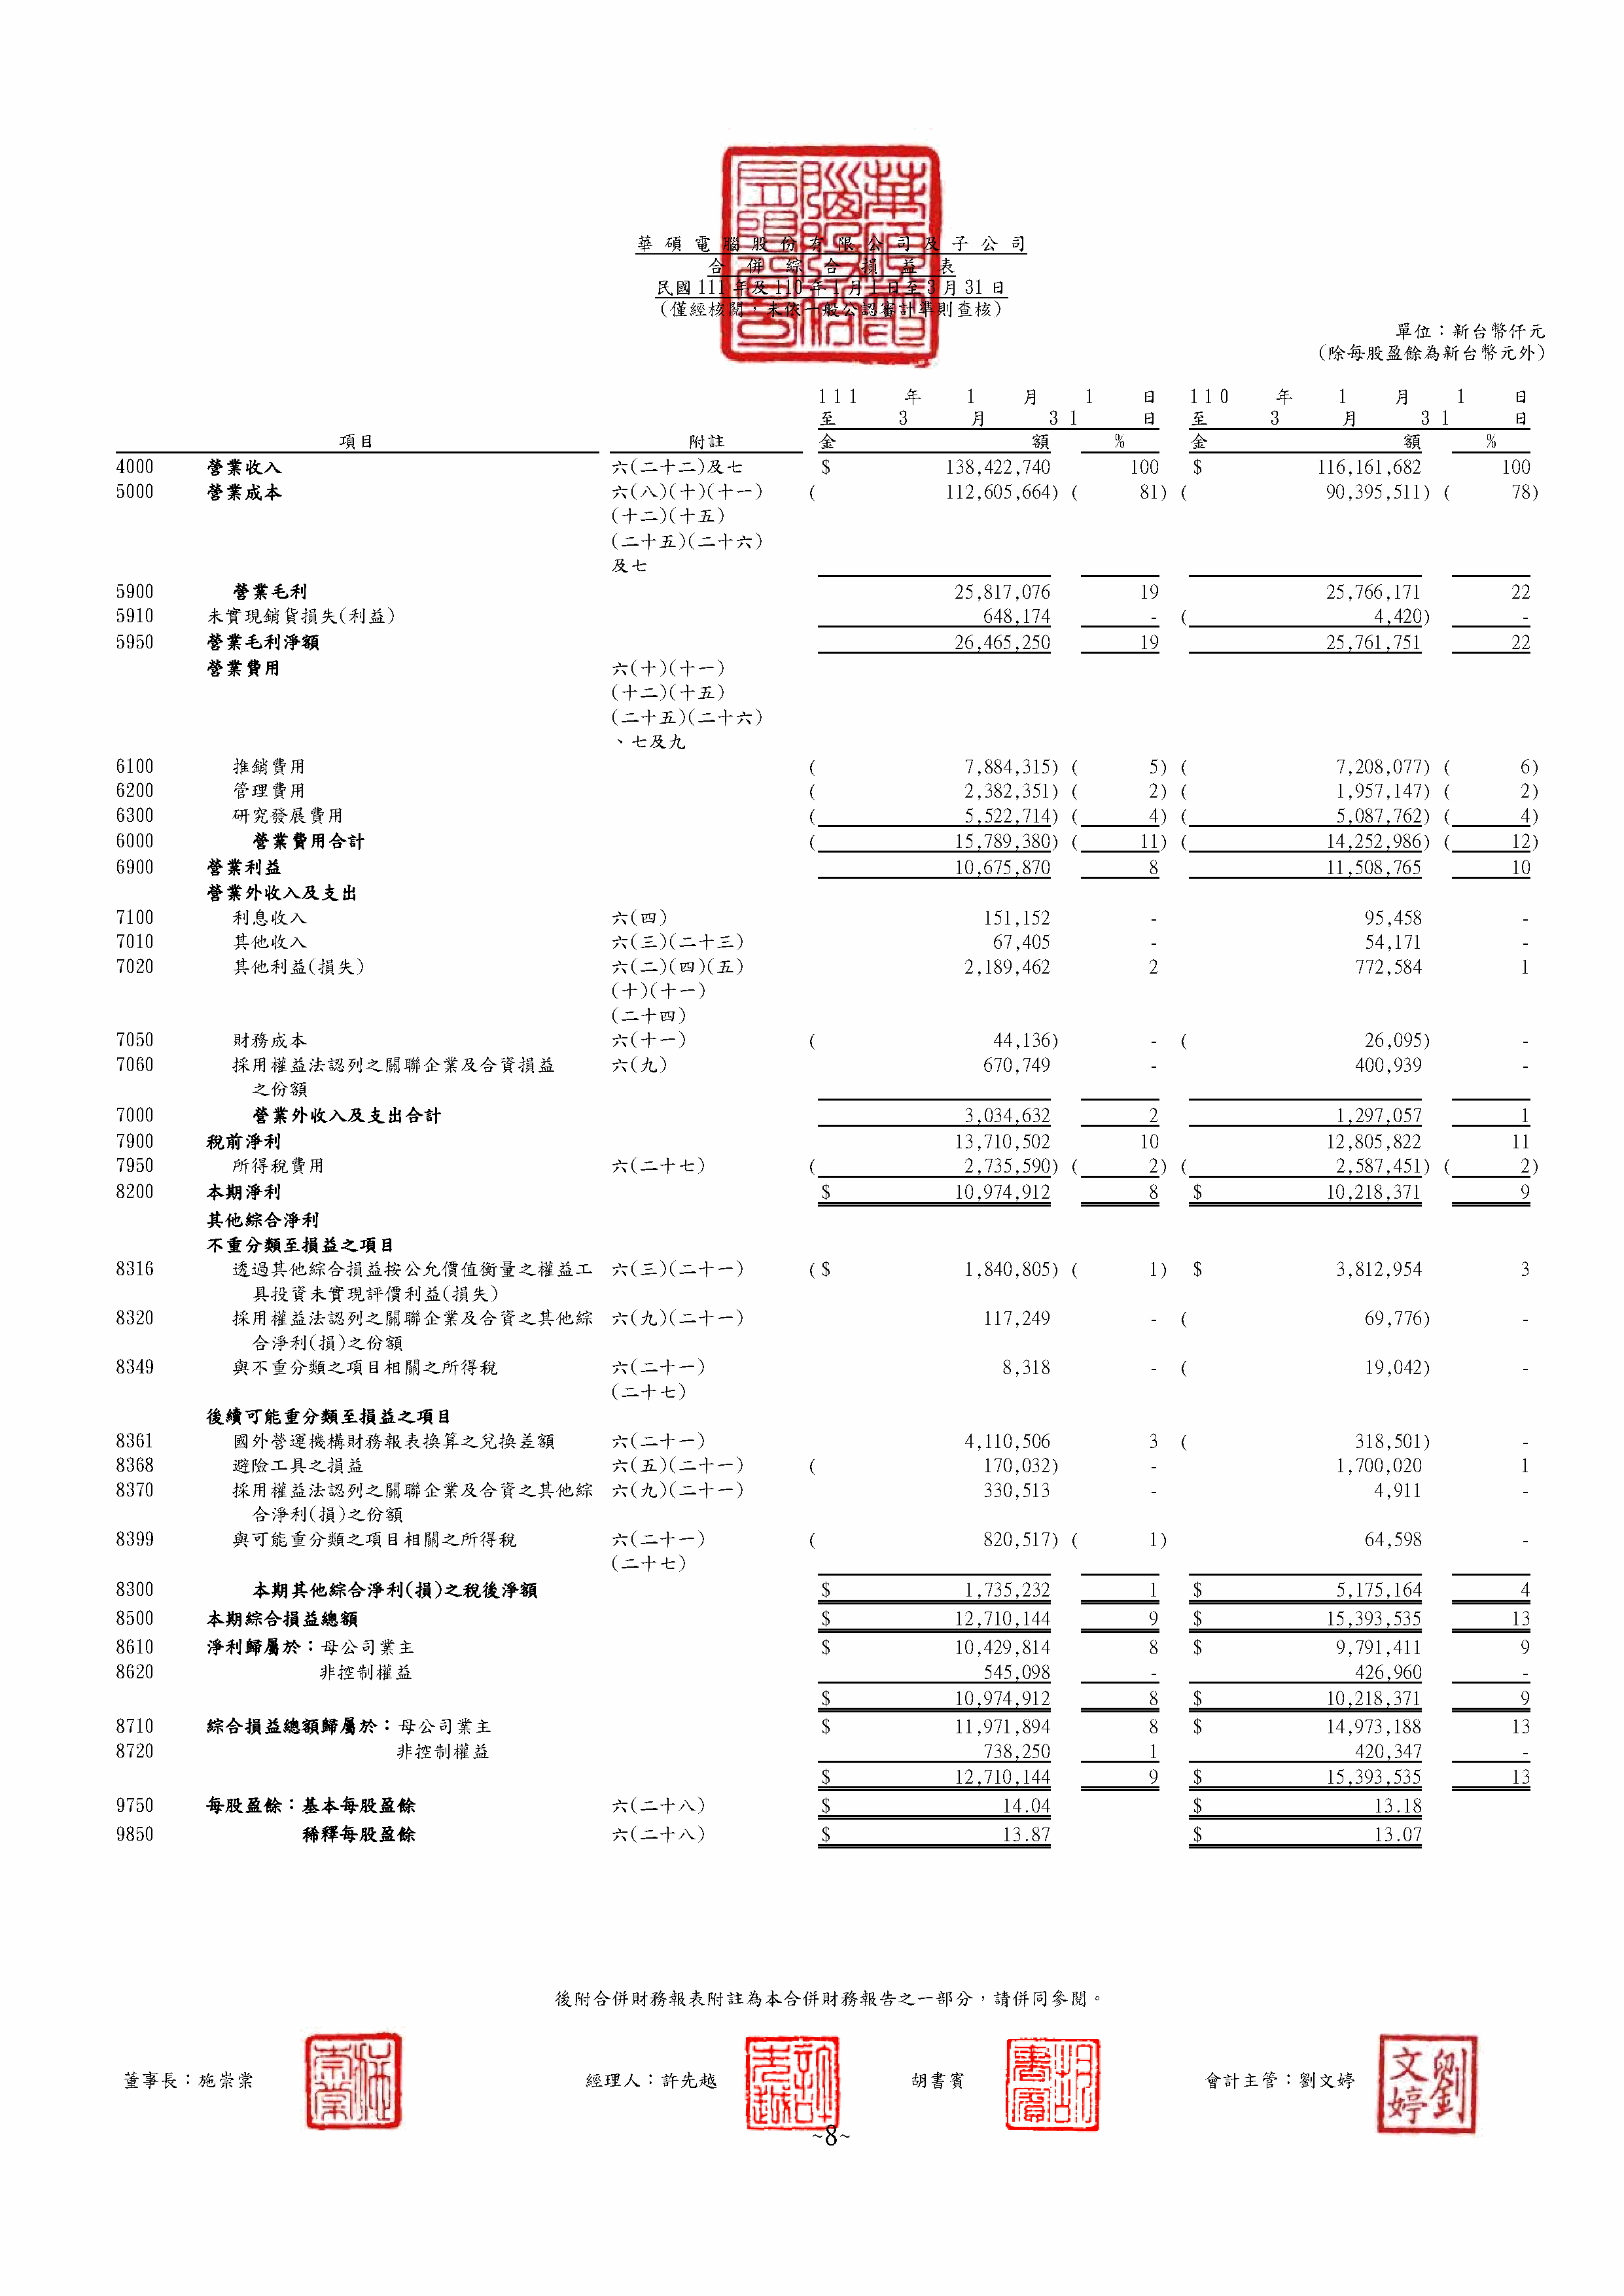 華碩電腦股份有限公司及子公司
合併綜合損益表
民國111年及110年1月1日至3月31日
(僅經核閱,未依一般公認審計準則查核)
單位:新台幣仟元
(除每股盈餘為新台幣元外)
111 年 1 月 1 日 110 年 1 月 1 日
至 3 月 31 日 至 3 月 31 日
項目 附註 金 額 % 金 額 %
4000 營業收入 六(二十二)及七 $ 138,422,740 100 $ 116,161,682 100
5000 營業成本 六(八)(十)(十一) ( 112,605,664) ( 81) ( 90,395,511) ( 78)
(十二)(十五)
(二十五)(二十六)
及七
5900 營業毛利 25,817,076 19 25,766,171 22
5910 未實現銷貨損失(利益) 648,174 - ( 4,420) -
5950 營業毛利淨額 26,465,250 19 25,761,751 22
營業費用 六(十)(十一)
(十二)(十五)
(二十五)(二十六)
、七及九
6100 推銷費用 ( 7,884,315) ( 5) ( 7,208,077) ( 6)
6200 管理費用 ( 2,382,351) ( 2) ( 1,957,147) ( 2)
6300 研究發展費用 ( 5,522,714) ( 4) ( 5,087,762) ( 4)
6000 營業費用合計 ( 15,789,380) ( 11) ( 14,252,986) ( 12)
6900 營業利益 10,675,870 8 11,508,765 10
營業外收入及支出
7100 利息收入 六(四) 151,152 - 95,458 -
7010 其他收入 六(三)(二十三) 67,405 - 54,171 -
7020 其他利益(損失) 六(二)(四)(五) 2,189,462 2 772,584 1
(十)(十一)
(二十四)
7050 財務成本 六(十一) ( 44,136) - ( 26,095) -
7060 採用權益法認列之關聯企業及合資損益 六(九) 670,749 - 400,939 -
之份額
7000 營業外收入及支出合計 3,034,632 2 1,297,057 1
7900 稅前淨利 13,710,502 10 12,805,822 11
7950 所得稅費用 六(二十七) ( 2,735,590) ( 2) ( 2,587,451) ( 2)
8200 本期淨利 $ 10,974,912 8 $ 10,218,371 9
其他綜合淨利
不重分類至損益之項目
8316 透過其他綜合損益按公允價值衡量之權益工 六(三)(二十一) ($ 1,840,805) ( 1) $ 3,812,954 3
具投資未實現評價利益(損失)
8320 採用權益法認列之關聯企業及合資之其他綜 六(九)(二十一) 117,249 - ( 69,776) -
合淨利(損)之份額
8349 與不重分類之項目相關之所得稅 六(二十一) 8,318 - ( 19,042) -
(二十七)
後續可能重分類至損益之項目
8361 國外營運機構財務報表換算之兌換差額 六(二十一) 4,110,506 3 ( 318,501) -
8368 避險工具之損益 六(五)(二十一) ( 170,032) - 1,700,020 1
8370 採用權益法認列之關聯企業及合資之其他綜 六(九)(二十一) 330,513 - 4,911 -
合淨利(損)之份額
8399 與可能重分類之項目相關之所得稅 六(二十一) ( 820,517) ( 1) 64,598 -
(二十七)
8300 本期其他綜合淨利(損)之稅後淨額 $ 1,735,232 1 $ 5,175,164 4
8500 本期綜合損益總額 $ 12,710,144 9 $ 15,393,535 13
8610 淨利歸屬於:母公司業主 $ 10,429,814 8 $ 9,791,411 9
8620 非控制權益 545,098 - 426,960 -
$ 10,974,912 8 $ 10,218,371 9
8710 綜合損益總額歸屬於:母公司業主 $ 11,971,894 8 $ 14,973,188 13
8720 非控制權益 738,250 1 420,347 -
$ 12,710,144 9 $ 15,393,535 13
9750 每股盈餘:基本每股盈餘 六(二十八) $ 14.04 $ 13.18
9850 稀釋每股盈餘 六(二十八) $ 13.87 $ 13.07
後附合併財務報表附註為本合併財務報告之一部分,請併同參閱。
董事長:施崇棠 經理人:許先越 胡書賓 會計主管:劉文婷
劉文婷
~8~